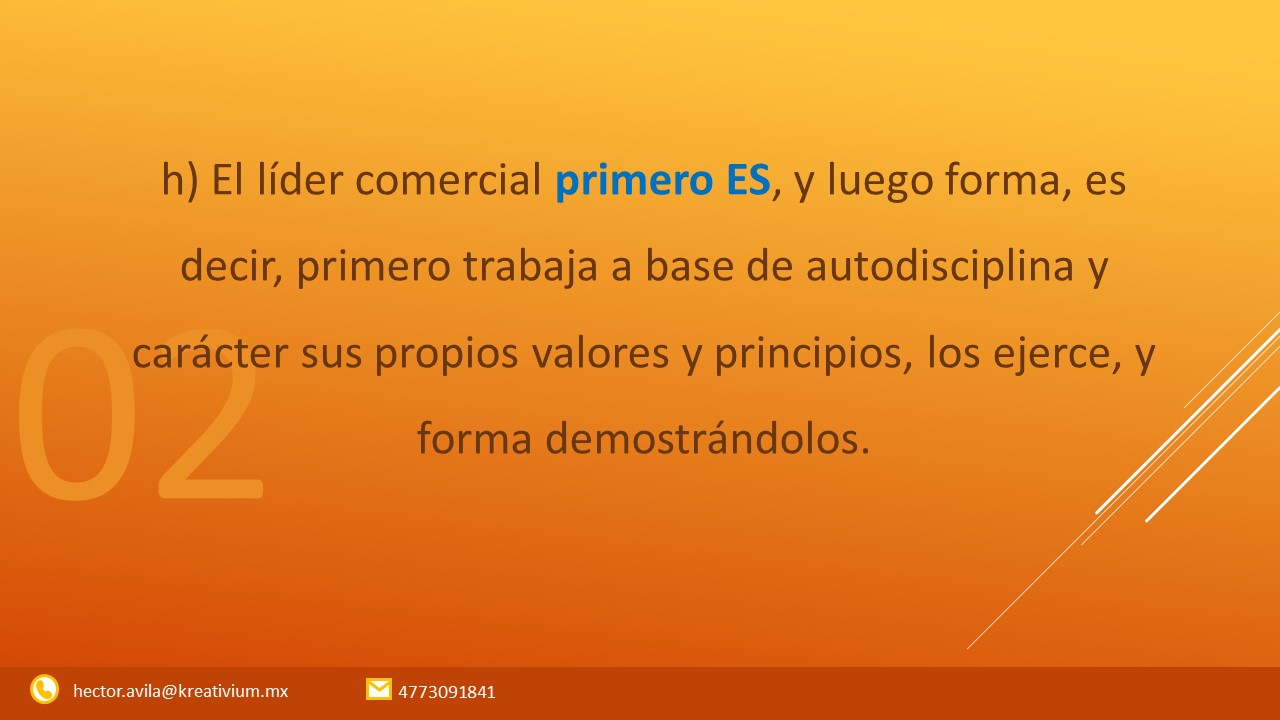 h) El líder comercial primero ES, y luego forma, es
decir, primero trabaja a base de autodisciplina y
carácter sus propios valores y principios, los ejerce, y
forma demostrándolos.
02
hector.avila@kreativium.mx
4773091841